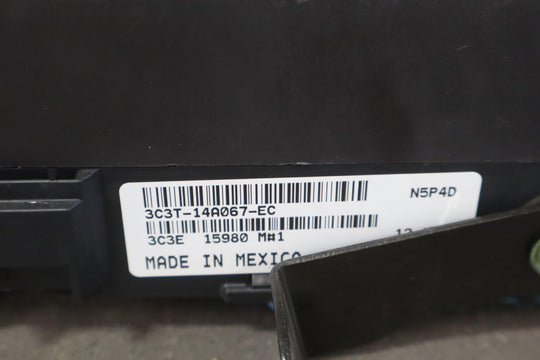 N5P4D
3C3T-14A067-EC
3C3E 15980 M#1
MADE IN MEXICO